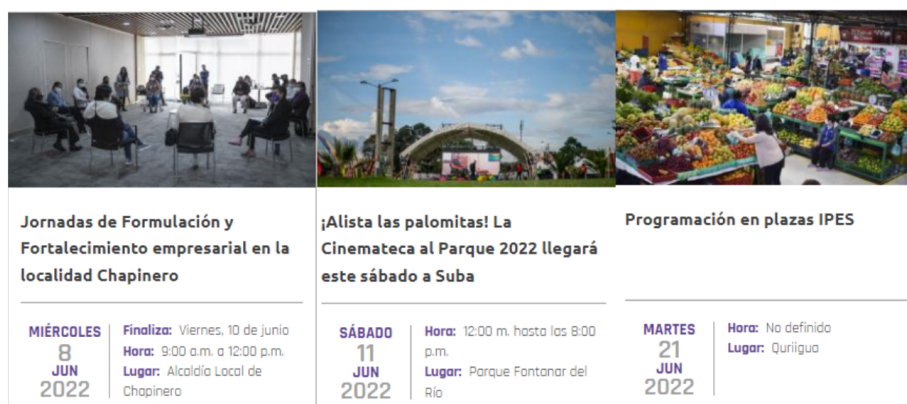 Jornadas de Formulación y
Fortalecimiento empresarial en la
localidad Chapinero
MIÉRCOLES
8
JUN
2022
Finaliza: Viernes, 10 de junio
Hora: 9:00 a.m. a 12:00 p.m.
Lugar: Alcaldía Local de
Chapinero
¡Alista las palomitas! La
Cinemateca al Parque 2022 llegará
este sábado a Suba
SÁBADO
11
JUN
2022
Hora: 12:00 m. hasta las 8:00
p.m.
Lugar: Parque Fontanar del
Río
Programación en plazas IPES
MARTES
21
JUN
2022
Hora: No definido
Lugar: Quriigua